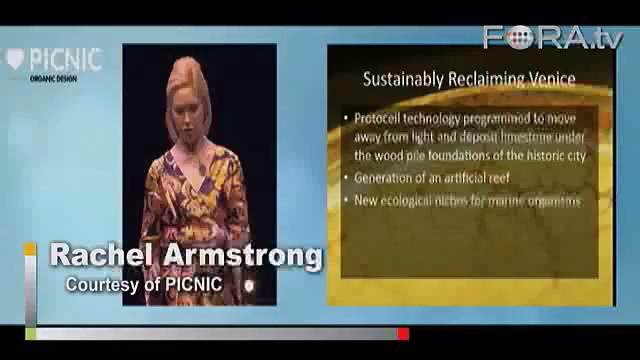 FORA.tv
PICNIC
ORGANIC DESIGN
Sustainably Reclaiming Venice
• Protocell technology programmed to move
away from light and deposit limestone under
the wood pile foundations of the historic city
• Generation of an artificial reef
• New ecological niches for marine organisms
Rachel Armstrong
Courtesy of PICNIC